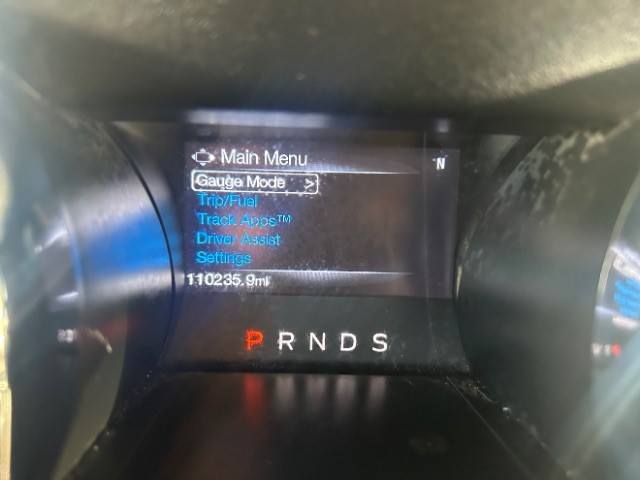 Main Menu
N
Gauge Mode >
Trip/Fuel
Track Apps™
Driver Assist
Settings
110235.9mi
P R N D S